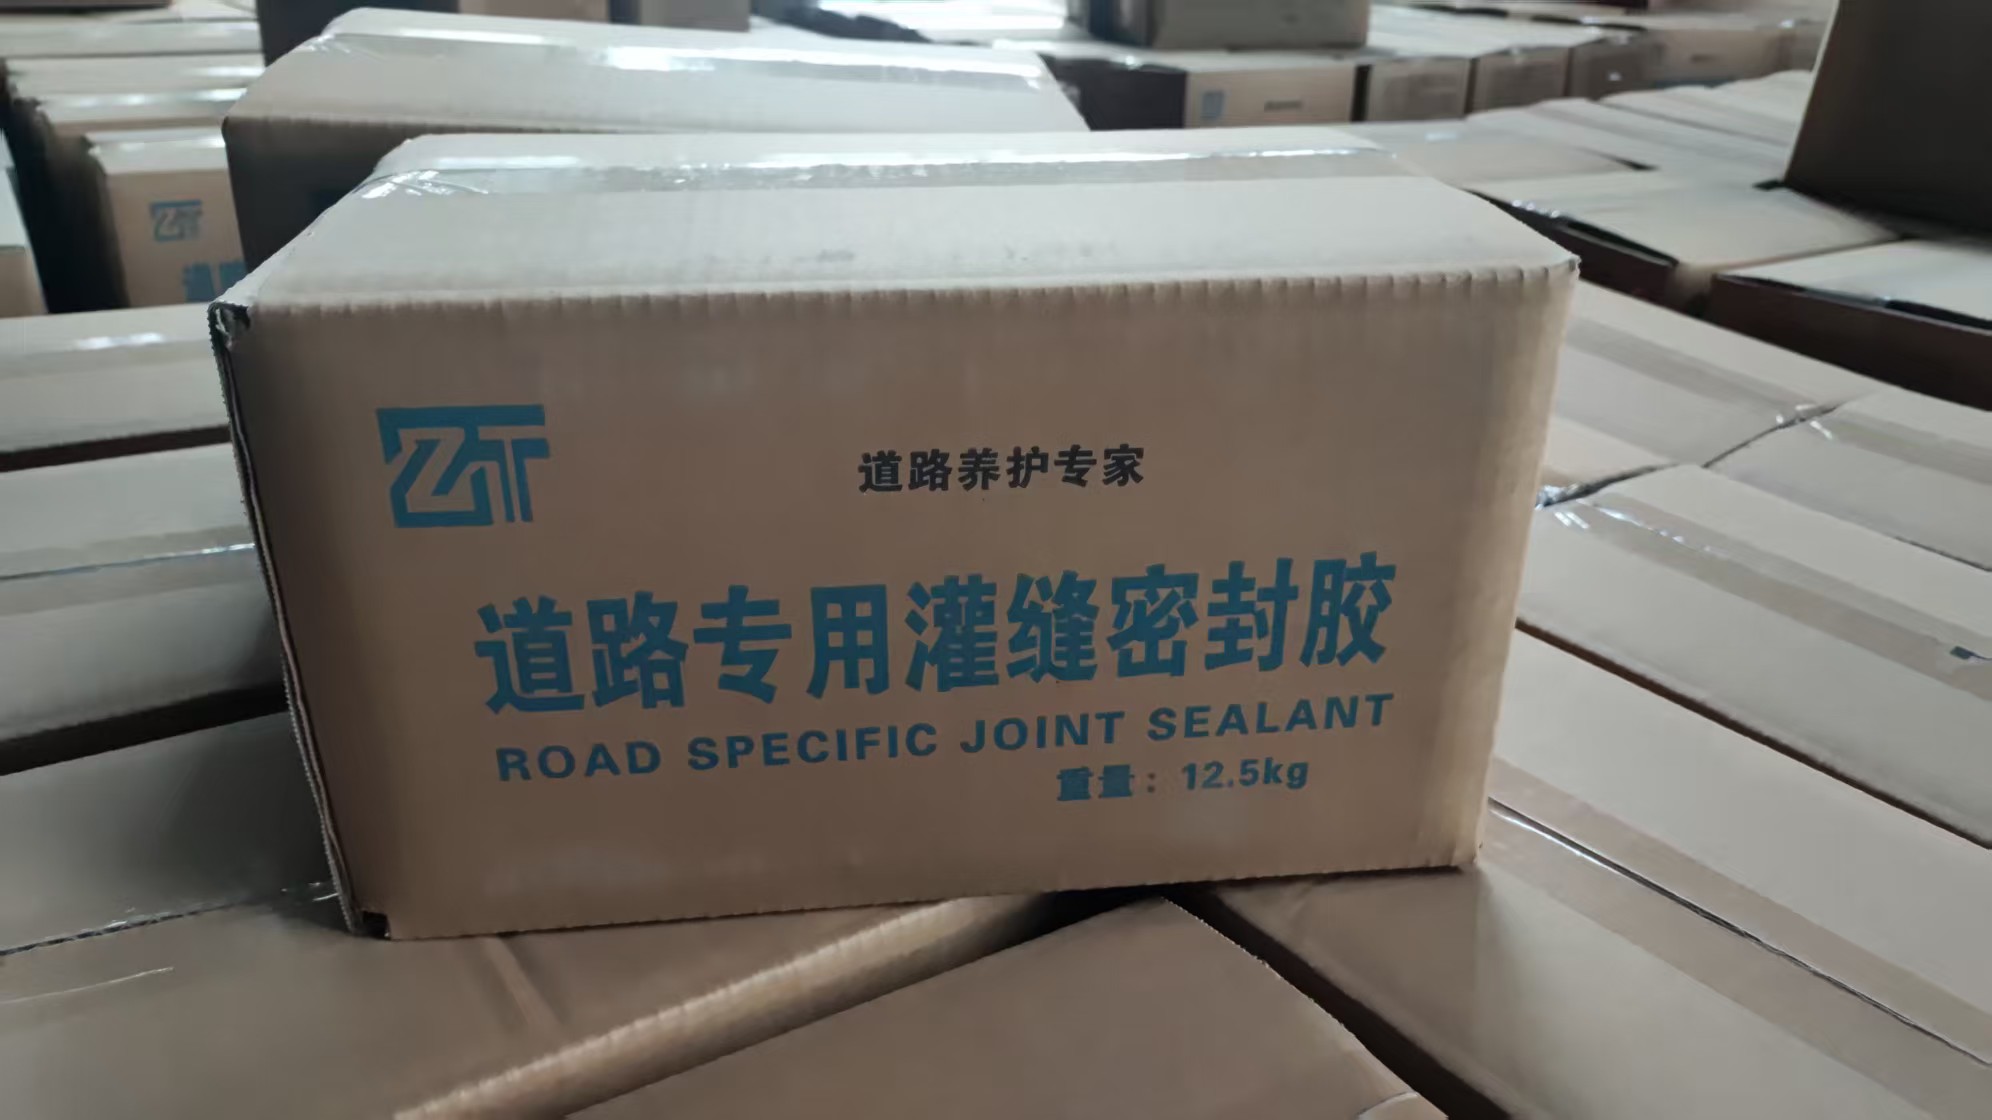 ZT
道路养护专家
道路专用灌缝密封胶
ROAD SPECIFIC JOINT SEALANT
重量：12.5kg
ZT